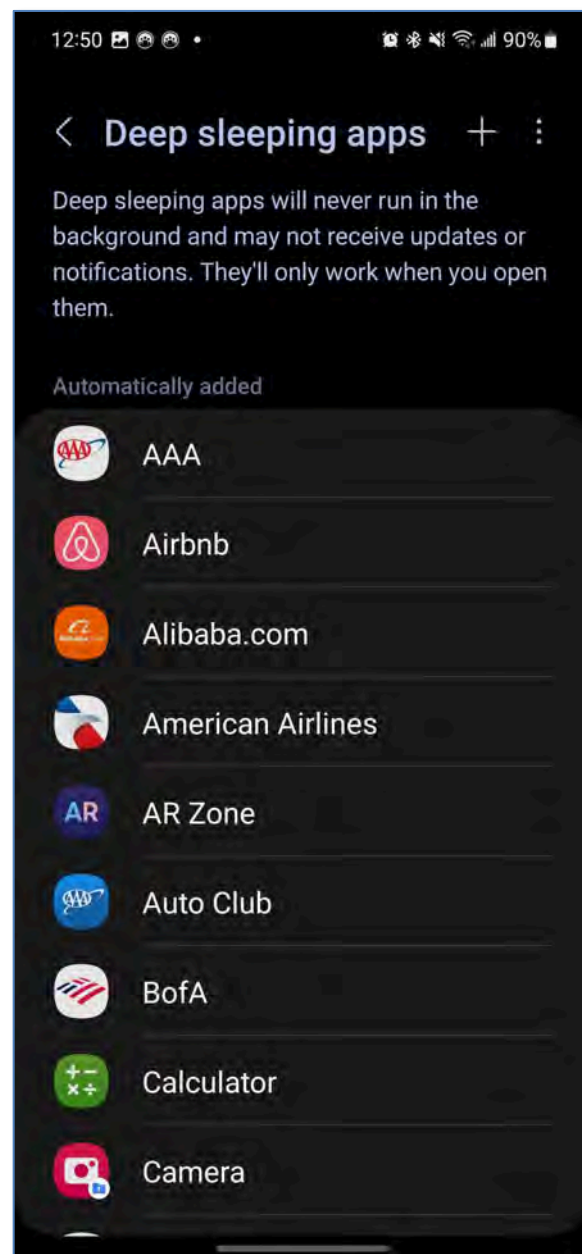 12:50 90%
Deep sleeping apps
Deep sleeping apps will never run in the
background and may not receive updates or
notifications. They'll only work when you open
them.
Automatically added
AAA
Airbnb
Alibaba.com
American Airlines
AR AR Zone
Auto Club
BofA
Calculator
Camera